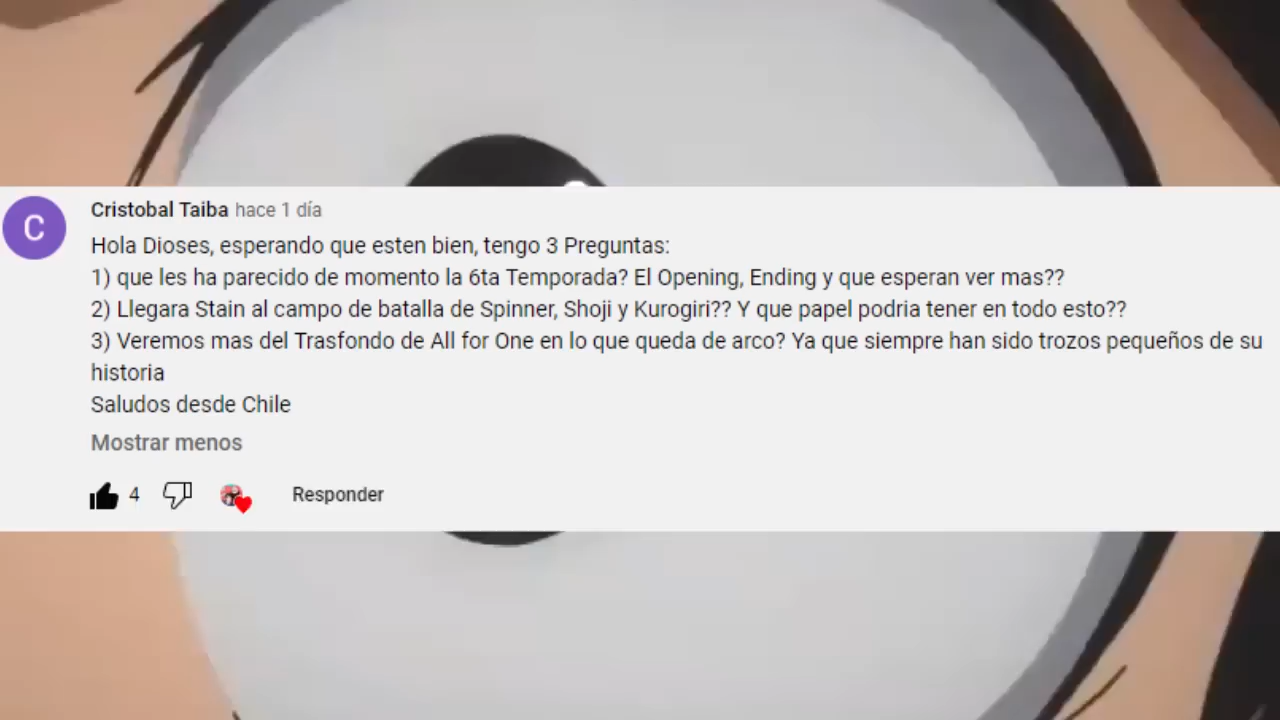 C
Cristobal Taiba hace 1 día
Hola Dioses, esperando que esten bien, tengo 3 Preguntas:
1) que les ha parecido de momento la 6ta Temporada? El Opening, Ending y que esperan ver mas??
2) Llegara Stain al campo de batalla de Spinner, Shoji y Kurogiri?? Y que papel podria tener en todo esto??
3) Veremos mas del Trasfondo de All for One en lo que queda de arco? Ya que siempre han sido trozos pequeños de su
historia
Saludos desde Chile
Mostrar menos
4 Responder